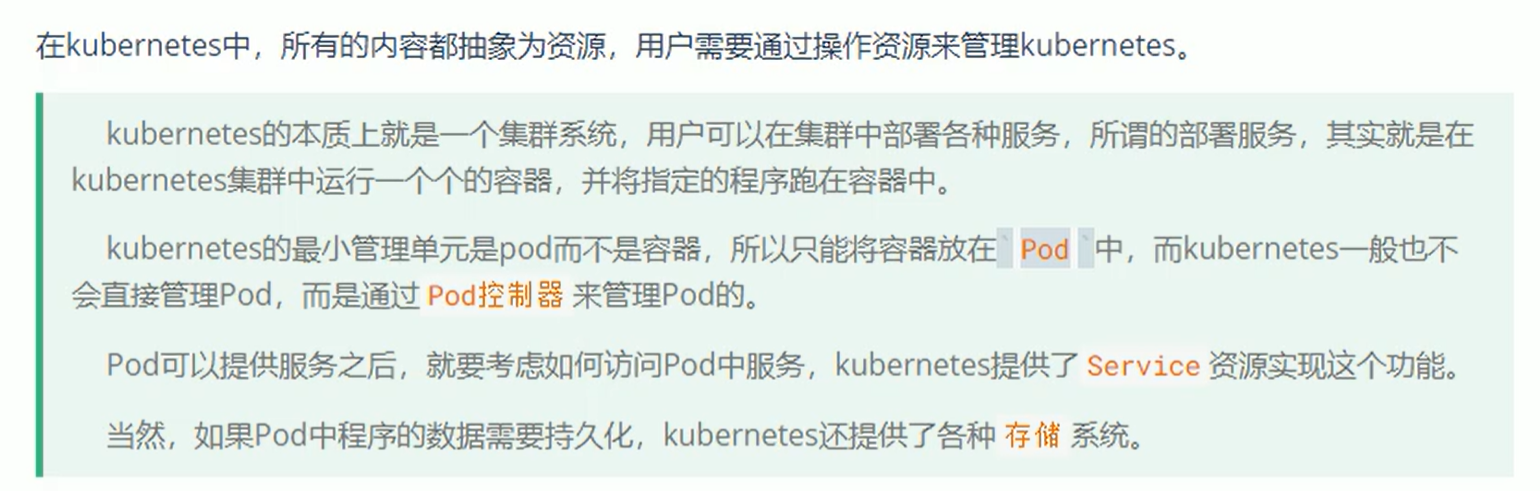 在kubernetes中，所有的内容都抽象为资源，用户需要通过操作资源来管理kubernetes。
kubernetes的本质上就是一个集群系统，用户可以在集群中部署各种服务，所谓的部署服务，其实就是在
kubernetes集群中运行一个个的容器，并将指定的程序跑在容器中。
kubernetes的最小管理单元是pod而不是容器，所以只能将容器放在`Pod`中，而kubernetes一般也不
会直接管理Pod，而是通过Pod控制器来管理Pod的。
Pod可以提供服务之后，就要考虑如何访问Pod中服务，kubernetes提供了Service资源实现这个功能。
当然，如果Pod中程序的数据需要持久化，kubernetes还提供了各种存储系统。